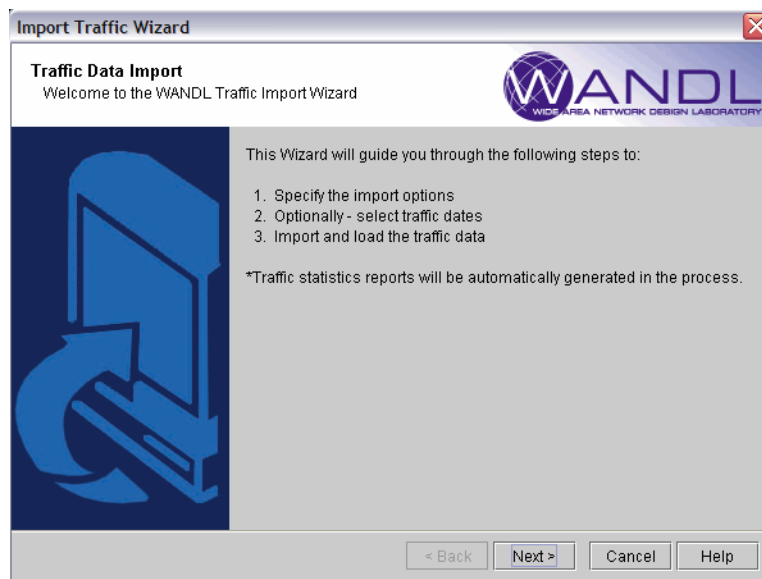 Import Traffic Wizard
Traffic Data Import
Welcome to the WANDL Traffic Import Wizard
WANDL
WIDE AREA NETWORK DESIGN LABORATORY
This Wizard will guide you through the following steps to:
1. Specify the import options
2. Optionally - select traffic dates
3. Import and load the traffic data
*Traffic statistics reports will be automatically generated in the process.
< Back Next > Cancel Help